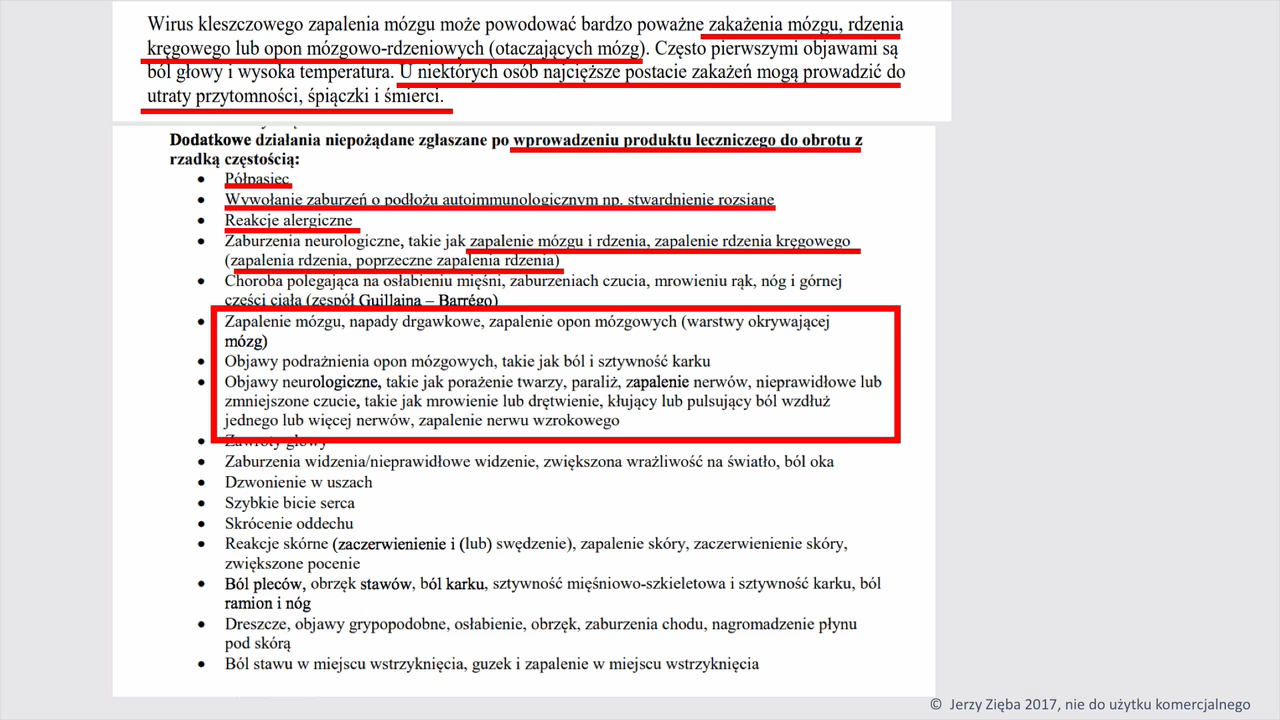 Wirus kleszczowego zapalenia mózgu może powodować bardzo poważne zakażenia mózgu, rdzenia
kręgowego lub opon mózgowo-rdzeniowych (otaczających mózg). Często pierwszymi objawami są
ból głowy i wysoka temperatura. U niektórych osób najcięższe postacie zakażeń mogą prowadzić do
utraty przytomności, śpiączki i śmierci.
Dodatkowe działania niepożądane zgłaszane po wprowadzeniu produktu leczniczego do obrotu z
rzadką częstością:
• Półpasiec
• Wywołanie zaburzeń o podłożu autoimmunologicznym np. stwardnienie rozsiane
• Reakcje alergiczne
• Zaburzenia neurologiczne, takie jak zapalenie mózgu i rdzenia, zapalenie rdzenia kręgowego
(zapalenia rdzenia, poprzeczne zapalenia rdzenia)
• Choroba polegająca na osłabieniu mięśni, zaburzeniach czucia, mrowieniu rąk, nóg i górnej
części ciała (zespół Guillaina – Barrégo)
• Zapalenie mózgu, napady drgawkowe, zapalenie opon mózgowych (warstwy okrywającej
mózg)
• Objawy podrażnienia opon mózgowych, takie jak ból i sztywność karku
• Objawy neurologiczne, takie jak porażenie twarzy, paraliż, zapalenie nerwów, nieprawidłowe lub
zmniejszone czucie, takie jak mrowienie lub drętwienie, kłujący lub pulsujący ból wzdłuż
jednego lub więcej nerwów, zapalenie nerwu wzrokowego
• Zawroty głowy
• Zaburzenia widzenia/nieprawidłowe widzenie, zwiększona wrażliwość na światło, ból oka
• Dzwonienie w uszach
• Szybkie bicie serca
• Skrócenie oddechu
• Reakcje skórne (zaczerwienienie i (lub) swędzenie), zapalenie skóry, zaczerwienienie skóry,
zwiększone pocenie
• Ból pleców, obrzęk stawów, ból karku, sztywność mięśniowo-szkieletowa i sztywność karku, ból
ramion i nóg
• Dreszcze, objawy grypopodobne, osłabienie, obrzęk, zaburzenia chodu, nagromadzenie płynu
pod skórą
• Ból stawu w miejscu wstrzyknięcia, guzek i zapalenie w miejscu wstrzyknięcia
© Jerzy Zięba 2017, nie do użytku komercjalnego